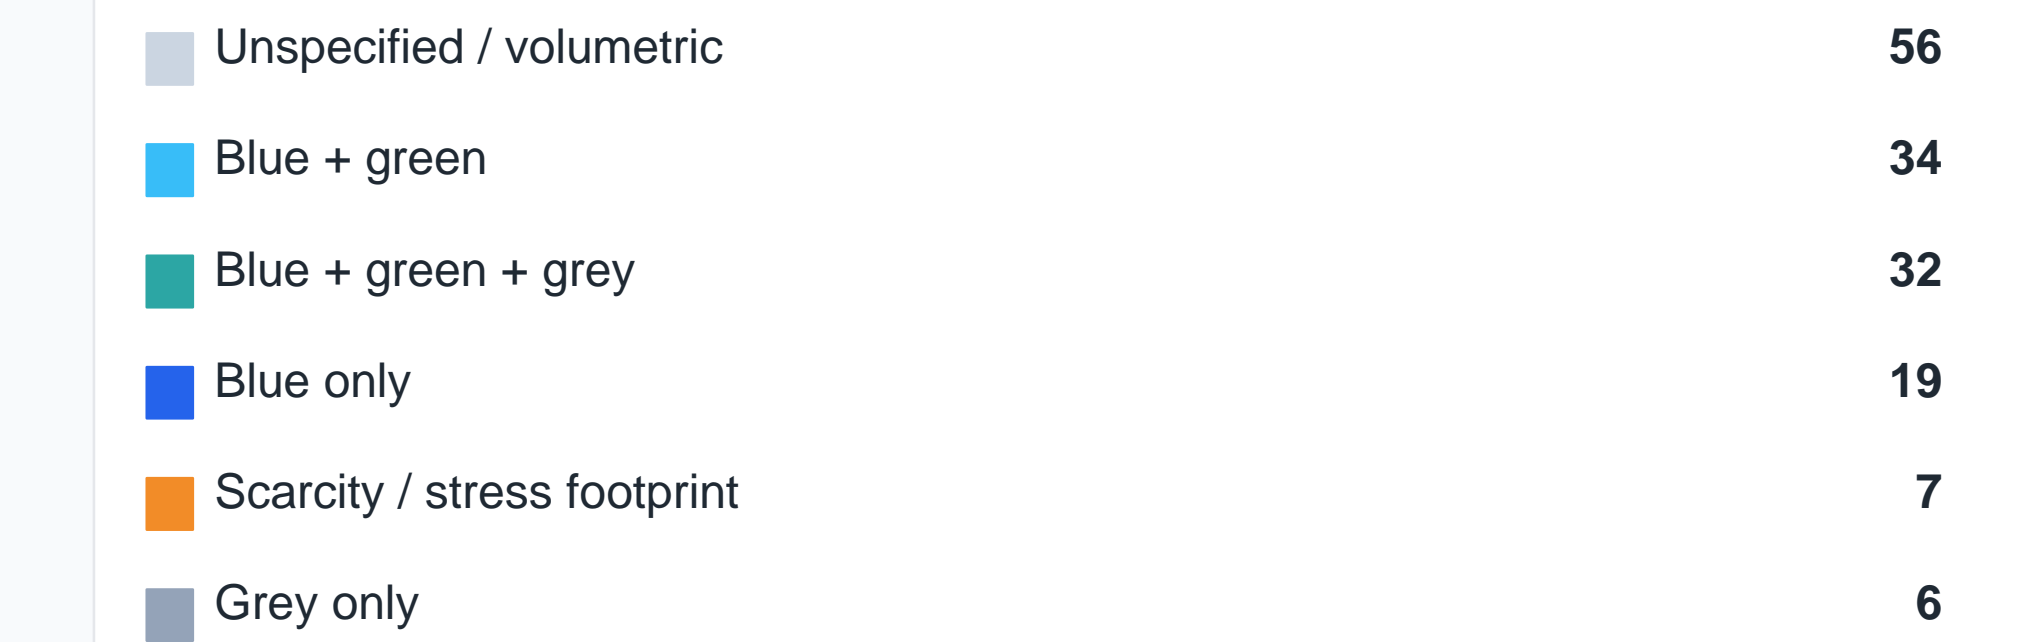 Unspecified / volumetric 56
Blue + green 34
Blue + green + grey 32
Blue only 19
Scarcity / stress footprint 7
Grey only 6